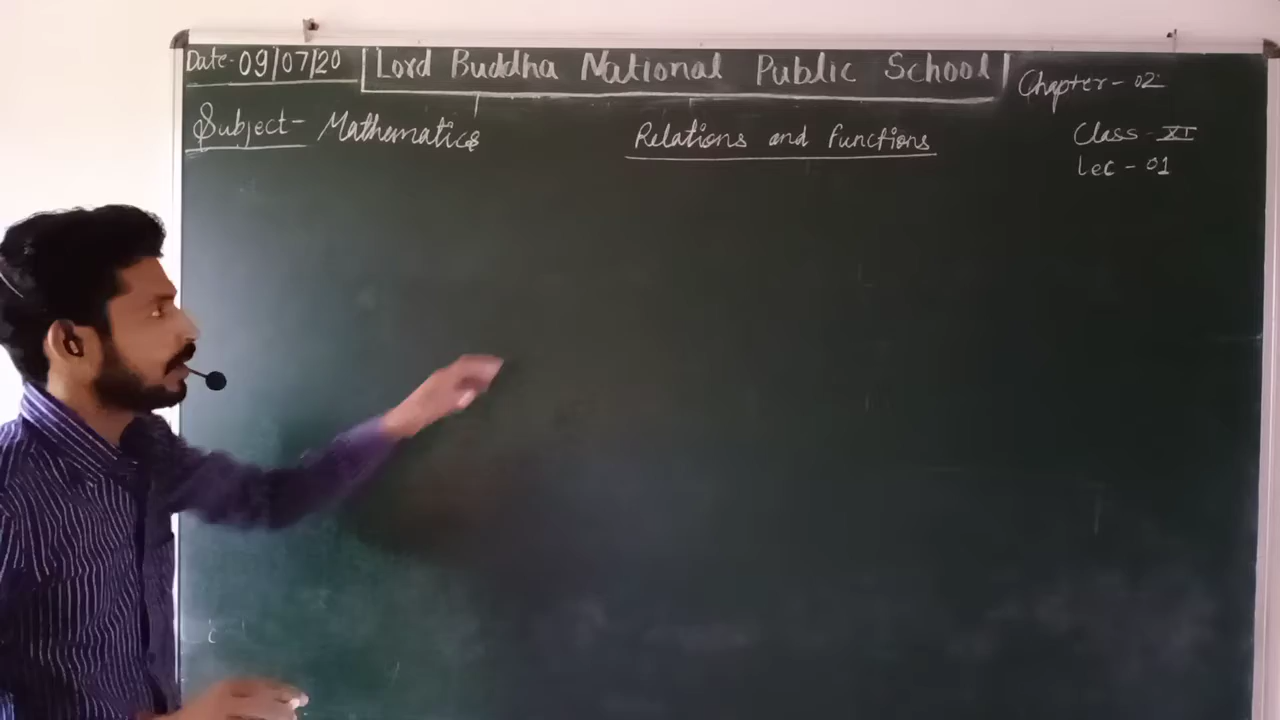 Date- 09/07/20
Lord Buddha National Public School
Chapter- 02
Subject- Mathematics
Relations and Functions
Class - XI
Lec - 01